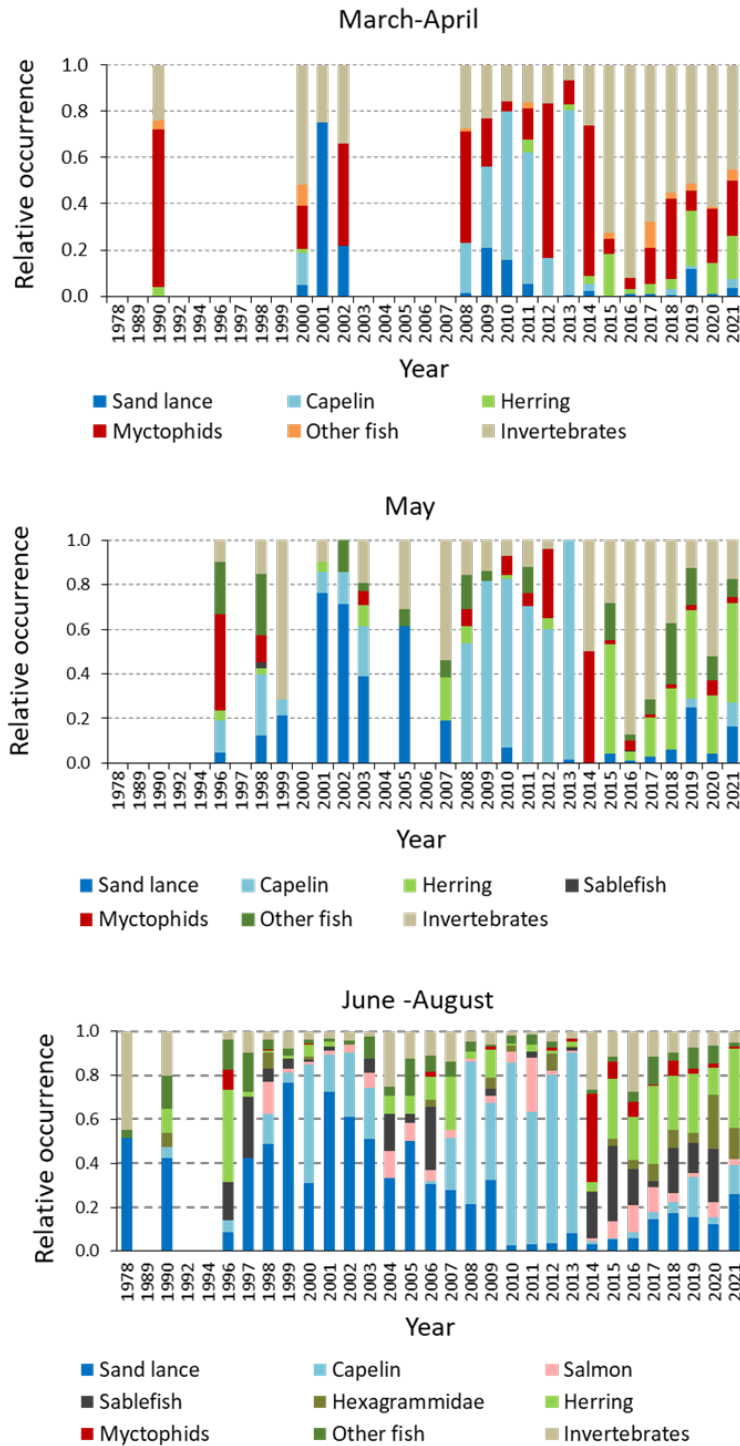 March-April
Relative occurrence
1.0
0.8
0.6
0.4
0.2
0.0
1978 1989 1990 1992 1994 1996 1997 1998 1999 2000 2001 2002 2003 2004 2005 2006 2007 2008 2009 2010 2011 2012 2013 2014 2015 2016 2017 2018 2019 2020 2021
Year
Sand lance Capelin Herring
Myctophids Other fish Invertebrates
May
Relative occurrence
1.0
0.8
0.6
0.4
0.2
0.0
1978 1989 1990 1992 1994 1996 1997 1998 1999 2000 2001 2002 2003 2004 2005 2006 2007 2008 2009 2010 2011 2012 2013 2014 2015 2016 2017 2018 2019 2020 2021
Year
Sand lance Capelin Herring Sablefish
Myctophids Other fish Invertebrates
June -August
Relative occurrence
1.0
0.8
0.6
0.4
0.2
0.0
1978 1989 1990 1992 1994 1996 1997 1998 1999 2000 2001 2002 2003 2004 2005 2006 2007 2008 2009 2010 2011 2012 2013 2014 2015 2016 2017 2018 2019 2020 2021
Year
Sand lance Capelin Salmon
Sablefish Hexagrammidae Herring
Myctophids Other fish Invertebrates